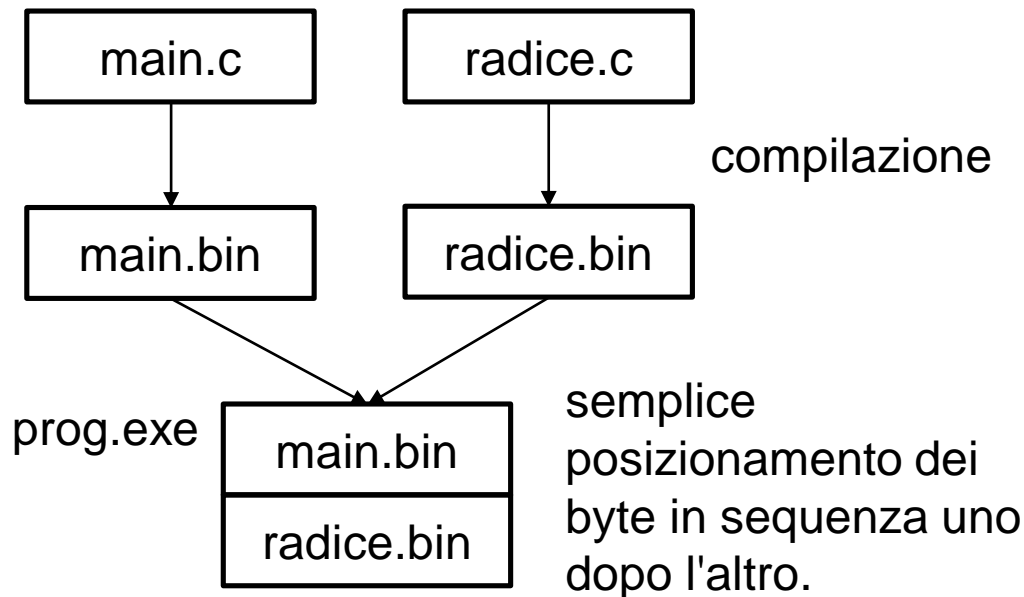 main.c
radice.c
compilazione
main.bin
radice.bin
prog.exe
main.bin
radice.bin
semplice
posizionamento dei
byte in sequenza uno
dopo l'altro.